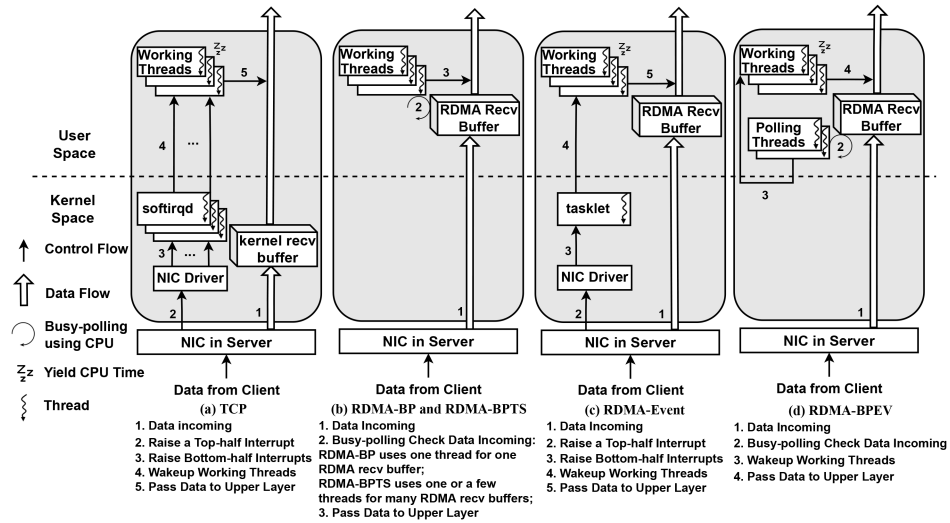 User
Space
Kernel
Space
Control Flow
Data Flow
Busy-polling
using CPU
Z z z Yield CPU Time
Thread
Working
Threads
Z z z
5
4
...
softirqd
3
...
kernel recv
buffer
NIC Driver
2
1
NIC in Server
Data from Client
(a) TCP
1. Data incoming
2. Raise a Top-half Interrupt
3. Raise Bottom-half Interrupts
4. Wakeup Working Threads
5. Pass Data to Upper Layer
Working
Threads
3
2
RDMA Recv
Buffer
1
NIC in Server
Data from Client
(b) RDMA-BP and RDMA-BPTS
1. Data Incoming
2. Busy-polling Check Data Incoming:
RDMA-BP uses one thread for one
RDMA recv buffer;
RDMA-BPTS uses one or a few
threads for many RDMA recv buffers;
3. Pass Data to Upper Layer
Working
Threads
Z z z
5
RDMA Recv
Buffer
4
tasklet
3
NIC Driver
2
1
NIC in Server
Data from Client
(c) RDMA-Event
1. Data Incoming
2. Raise a Top-half Interrupt
3. Raise Bottom-half Interrupts
4. Wakeup Working Threads
5. Pass Data to Upper Layer
Working
Threads
Z z z
4
RDMA Recv
Buffer
Polling
Threads
2
3
1
NIC in Server
Data from Client
(d) RDMA-BPEV
1. Data Incoming
2. Busy-polling Check Data Incoming
3. Wakeup Working Threads
4. Pass Data to Upper Layer